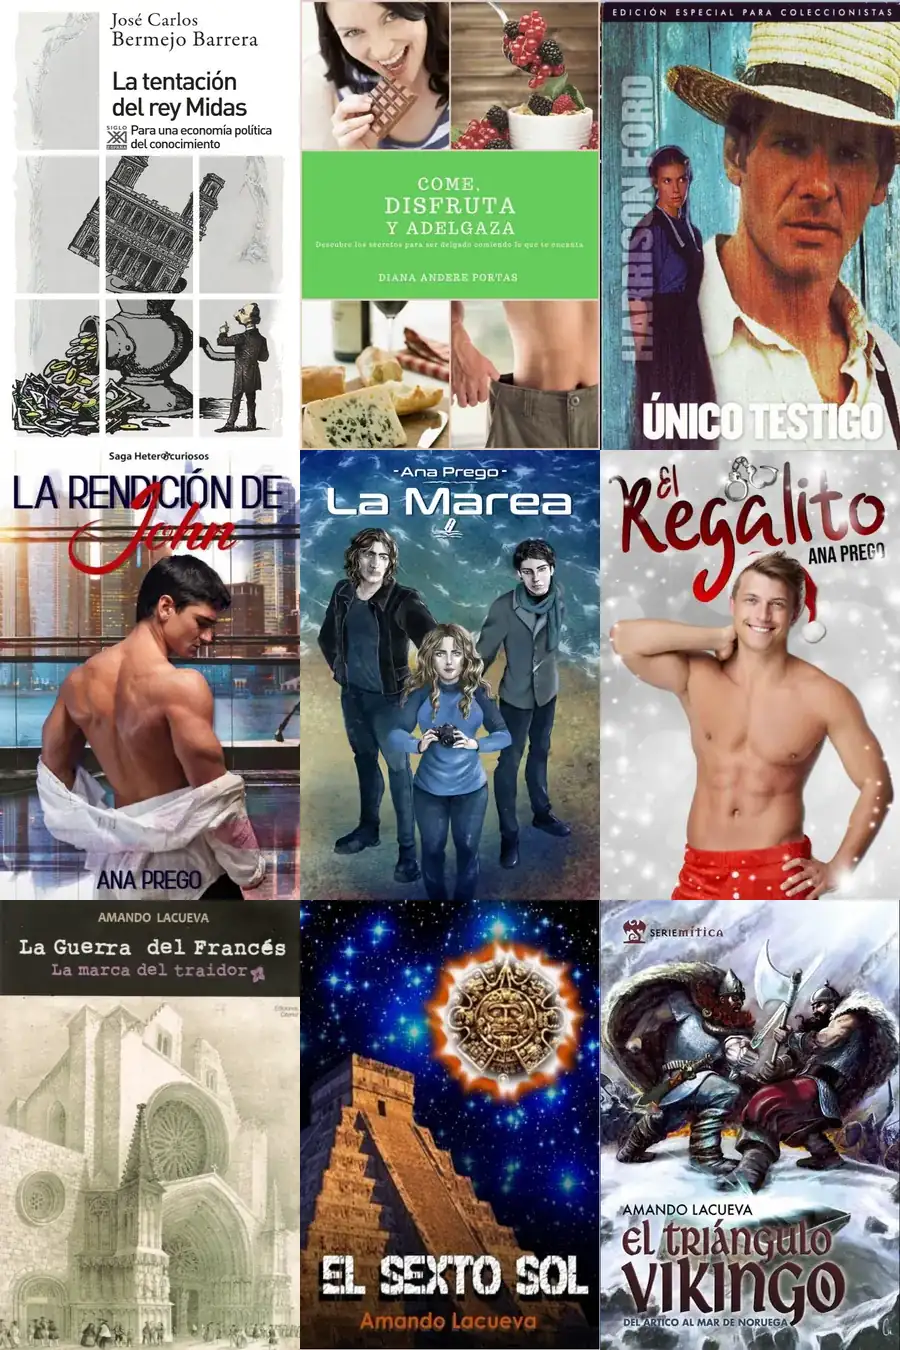 José Carlos
Bermejo Barrera
La tentación
del rey Midas
SIGLO
XXI
ESPAÑA
Para una economía política
del conocimiento
COME,
DISFRUTA
Y ADELGAZA
Descubre los secretos para ser delgado comiendo lo que te encanta
DIANA ANDERE PORTAS
EDICIÓN ESPECIAL PARA COLECCIONISTAS
HARRISON FORD
ÚNICO TESTIGO
Saga Heterocuriosos
LA RENDICIÓN DE
John
ANA PREGO
-Ana Prego-
La Marea
El
Regalito
ANA PREGO
AMANDO LACUEVA
La Guerra del Francés
La marca del traidor
EL SEXTO SOL
Amando Lacueva
SERIEMÍTICA
AMANDO LACUEVA
EL TRIÁNGULO
VIKINGO
DEL ÁRTICO AL MAR DE NORUEGA